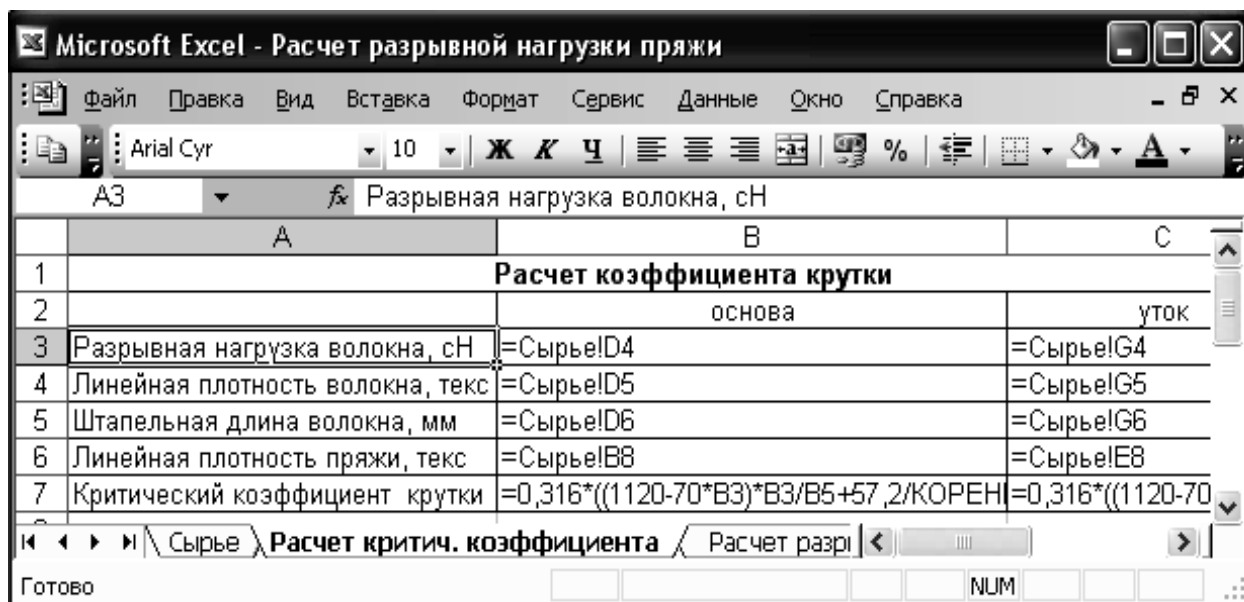 Microsoft Excel - Расчет разрывной нагрузки пряжи
Файл Правка Вид Вставка Формат Сервис Данные Окно Справка
Arial Cyr 10 Ж К Ч %  А
A3 fx Разрывная нагрузка волокна, сН
A B C
1 Расчет коэффициента крутки
2 основа уток
3 Разрывная нагрузка волокна, сН =Сырье!D4 =Сырье!G4
4 Линейная плотность волокна, текс =Сырье!D5 =Сырье!G5
5 Штапельная длина волокна, мм =Сырье!D6 =Сырье!G6
6 Линейная плотность пряжи, текс =Сырье!B8 =Сырье!E8
7 Критический коэффициент крутки =0,316*((1120-70*B3)*B3/B5+57,2/КОРЕН =0,316*((1120-70
Сырье Расчет критич. коэффициента Расчет разр
Готово NUM